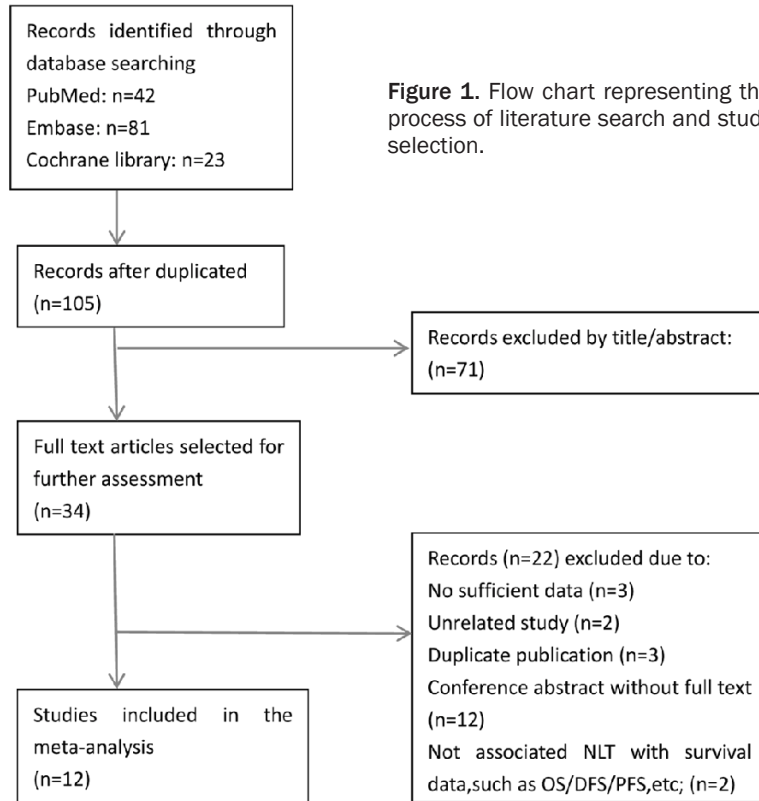 Records identified through
database searching
PubMed: n=42
Embase: n=81
Cochrane library: n=23
Figure 1. Flow chart representing th
process of literature search and stud
selection.
Records after duplicated
(n=105)
Records excluded by title/abstract:
(n=71)
Full text articles selected for
further assessment
(n=34)
Records (n=22) excluded due to:
No sufficient data (n=3)
Unrelated study (n=2)
Duplicate publication (n=3)
Conference abstract without full text
(n=12)
Not associated NLT with survival
data,such as OS/DFS/PFS,etc; (n=2)
Studies included in the
meta-analysis
(n=12)